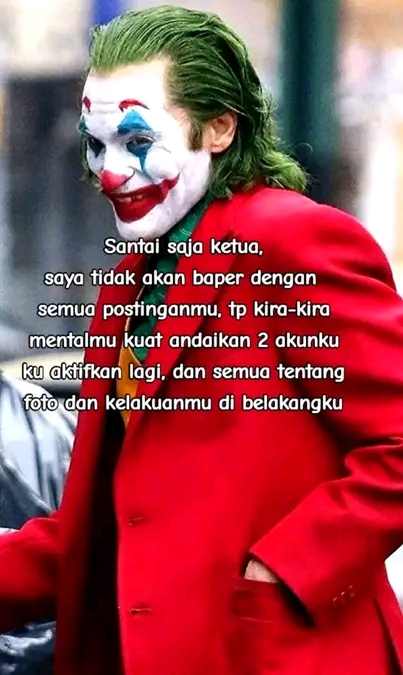 Santai saja ketua,
saya tidak akan baper dengan
semua postinganmu, tp kira-kira
mentalmu kuat andaikan 2 akunku
ku aktifkan lagi, dan semua tentang
foto dan kelakuanmu di belakangku